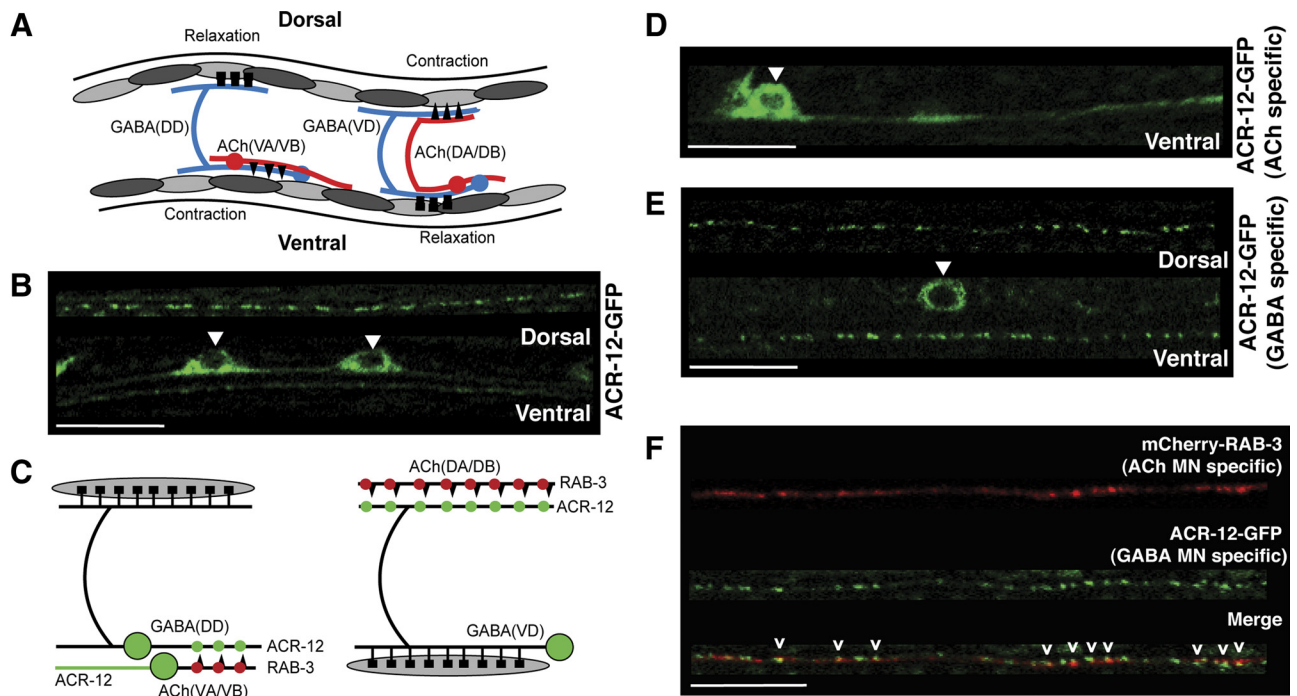 A
Dorsal
Relaxation
Contraction
GABA(DD)
GABA(VD)
ACh(VA/VB)
ACh(DA/DB)
Contraction
Relaxation
Ventral
B
Dorsal
Ventral
ACR-12-GFP
C
ACh(DA/DB)
RAB-3
ACR-12
GABA(DD)
ACR-12
RAB-3
ACR-12
ACh(VA/VB)
GABA(VD)
D
Ventral
ACR-12-GFP
(ACh specific)
E
Dorsal
Ventral
ACR-12-GFP
(GABA specific)
F
mCherry-RAB-3
(ACh MN specific)
ACR-12-GFP
(GABA MN specific)
Merge